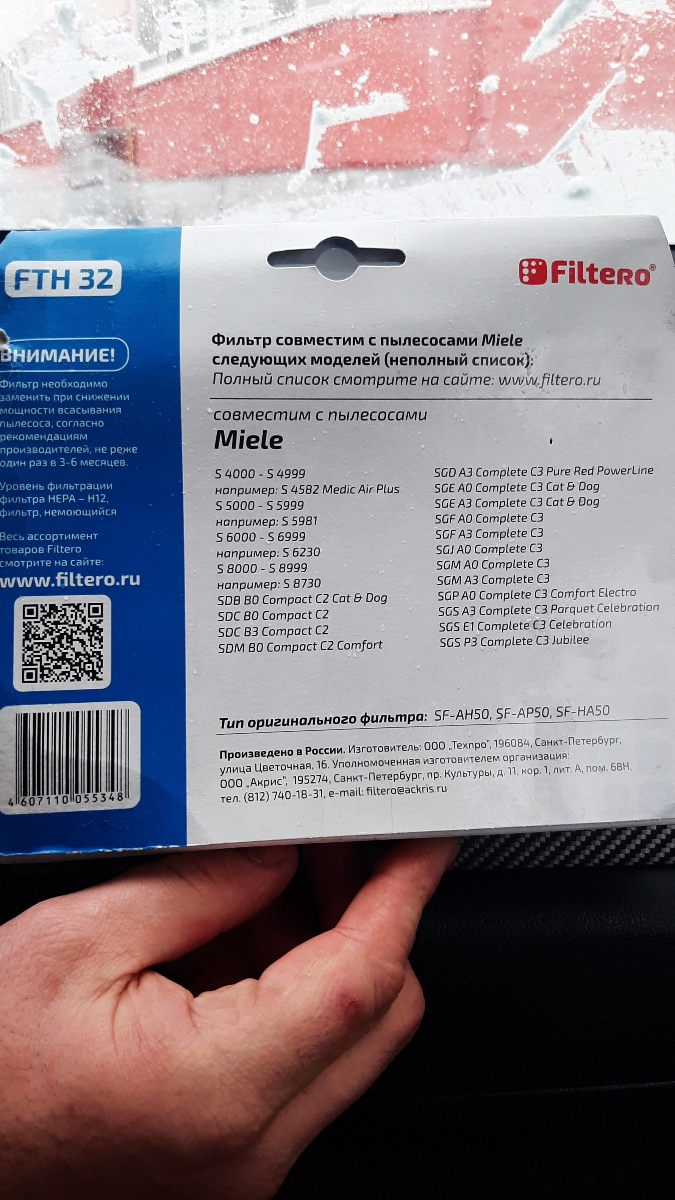 FTH 32
ВНИМАНИЕ!
Фильтр необходимо
заменить при снижении
мощности всасывания
пылесоса, согласно
рекомендациям
производителей, не реже
один раз в 3-6 месяцев.
Уровень фильтрации
фильтра HEPA – H12,
фильтр, немоющийся
Весь ассортимент
товаров Filtero
смотрите на сайте:
www.filtero.ru
4 607110 055348
Filtero®
Фильтр совместим с пылесосами Miele
следующих моделей (неполный список):
Полный список смотрите на сайте: www.filtero.ru
совместим с пылесосами
Miele
S 4000 - S 4999
например: S 4582 Medic Air Plus
S 5000 - S 5999
например: S 5981
S 6000 - S 6999
например: S 6230
S 8000 - S 8999
например: S 8730
SDB B0 Compact C2 Cat & Dog
SDC B0 Compact C2
SDC B3 Compact C2
SDM B0 Compact C2 Comfort
SGD A3 Complete C3 Pure Red PowerLine
SGE A0 Complete C3 Cat & Dog
SGE A3 Complete C3 Cat & Dog
SGF A0 Complete C3
SGF A3 Complete C3
SGJ A0 Complete C3
SGM A0 Complete C3
SGM A3 Complete C3
SGP A0 Complete C3 Comfort Electro
SGS A3 Complete C3 Parquet Celebration
SGS E1 Complete C3 Celebration
SGS P3 Complete C3 Jubilee
Тип оригинального фильтра: SF-AH50, SF-AP50, SF-HA50
Произведено в России. Изготовитель: ООО „Техпро", 196084, Санкт-Петербург,
улица Цветочная, 16. Уполномоченная изготовителем организация:
ООО „Акрис", 195274, Санкт-Петербург, пр. Культуры, д. 11, кор. 1, лит. А, пом. 68Н,
тел. (812) 740-18-31, e-mail: filtero@ackris.ru